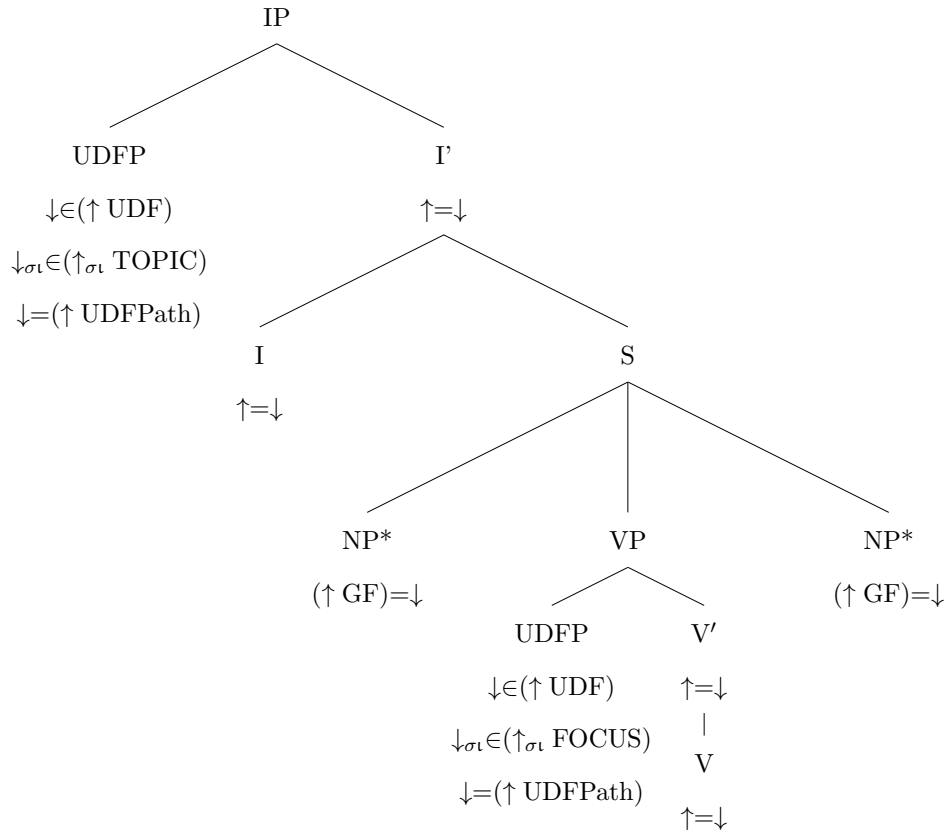 IP
UDFP I’
↓∈(↑ UDF) ↑=↓
↓σι∈(↑σι TOPIC)
↓=(↑ UDFPath)
I S
↑=↓
NP* VP NP*
(↑ GF)=↓ (↑ GF)=↓
UDFP V′
↓∈(↑ UDF) ↑=↓
↓σι∈(↑σι FOCUS)
V
↓=(↑ UDFPath)
↑=↓